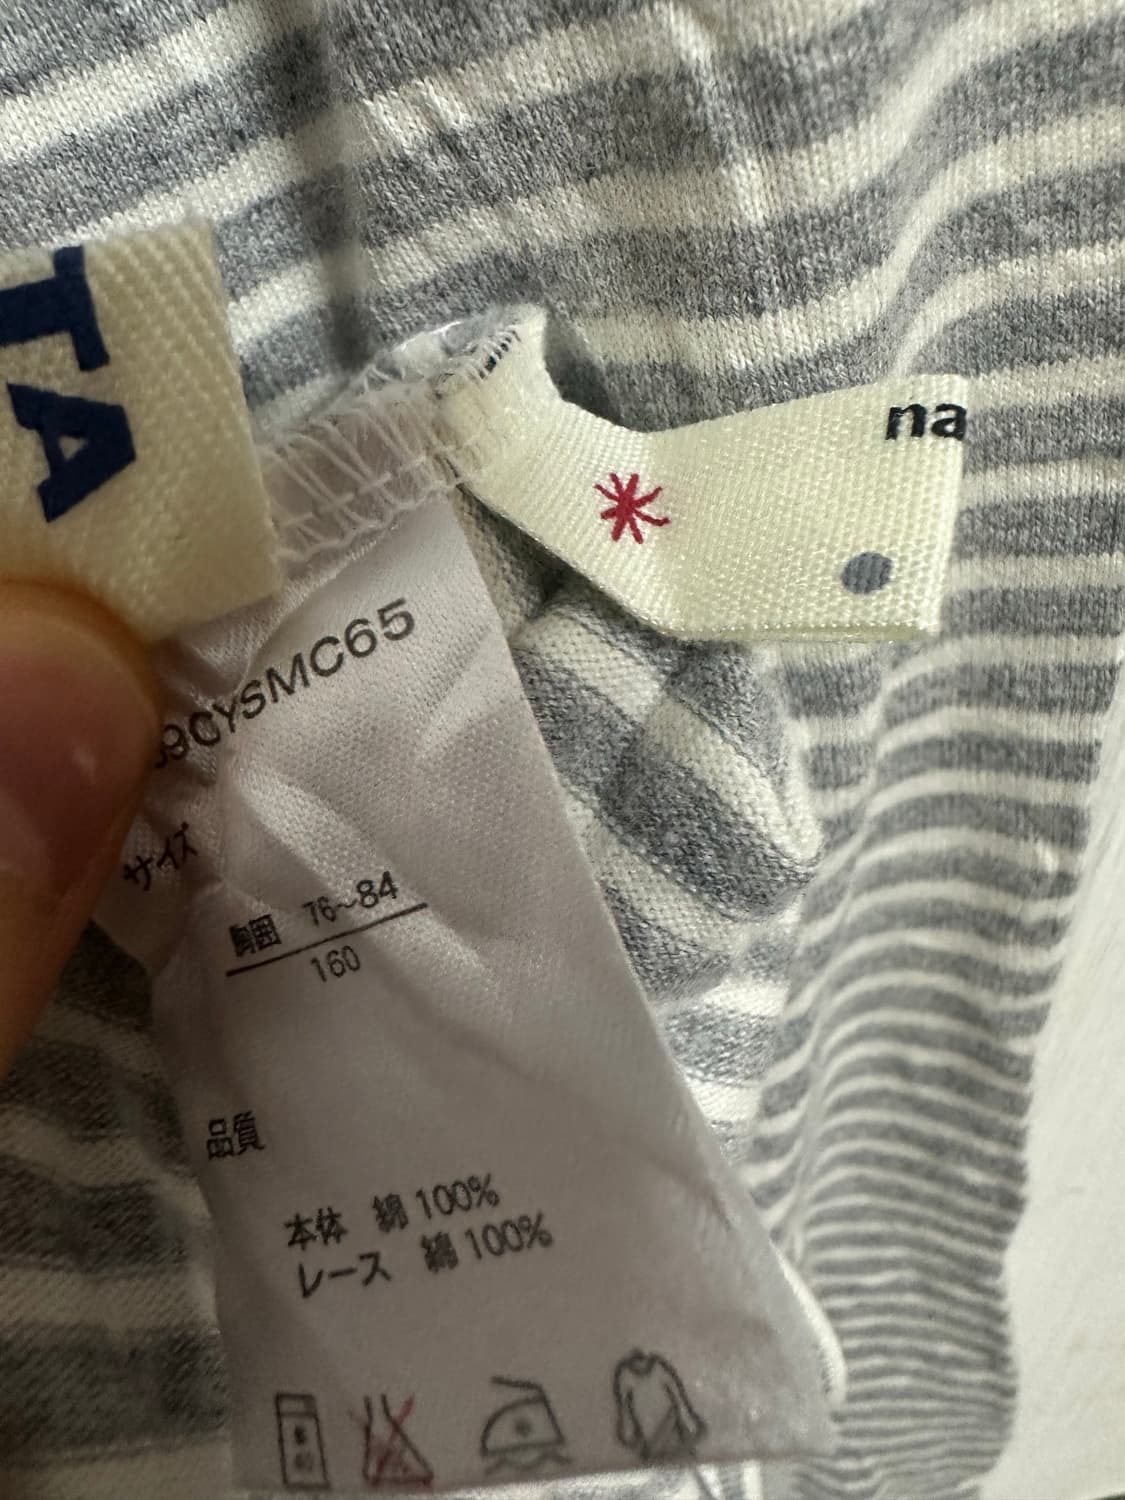 TA
na
90YSMC65
サイズ
胸囲 76~84
160
品質
本体 綿 100%
レース 綿 100%